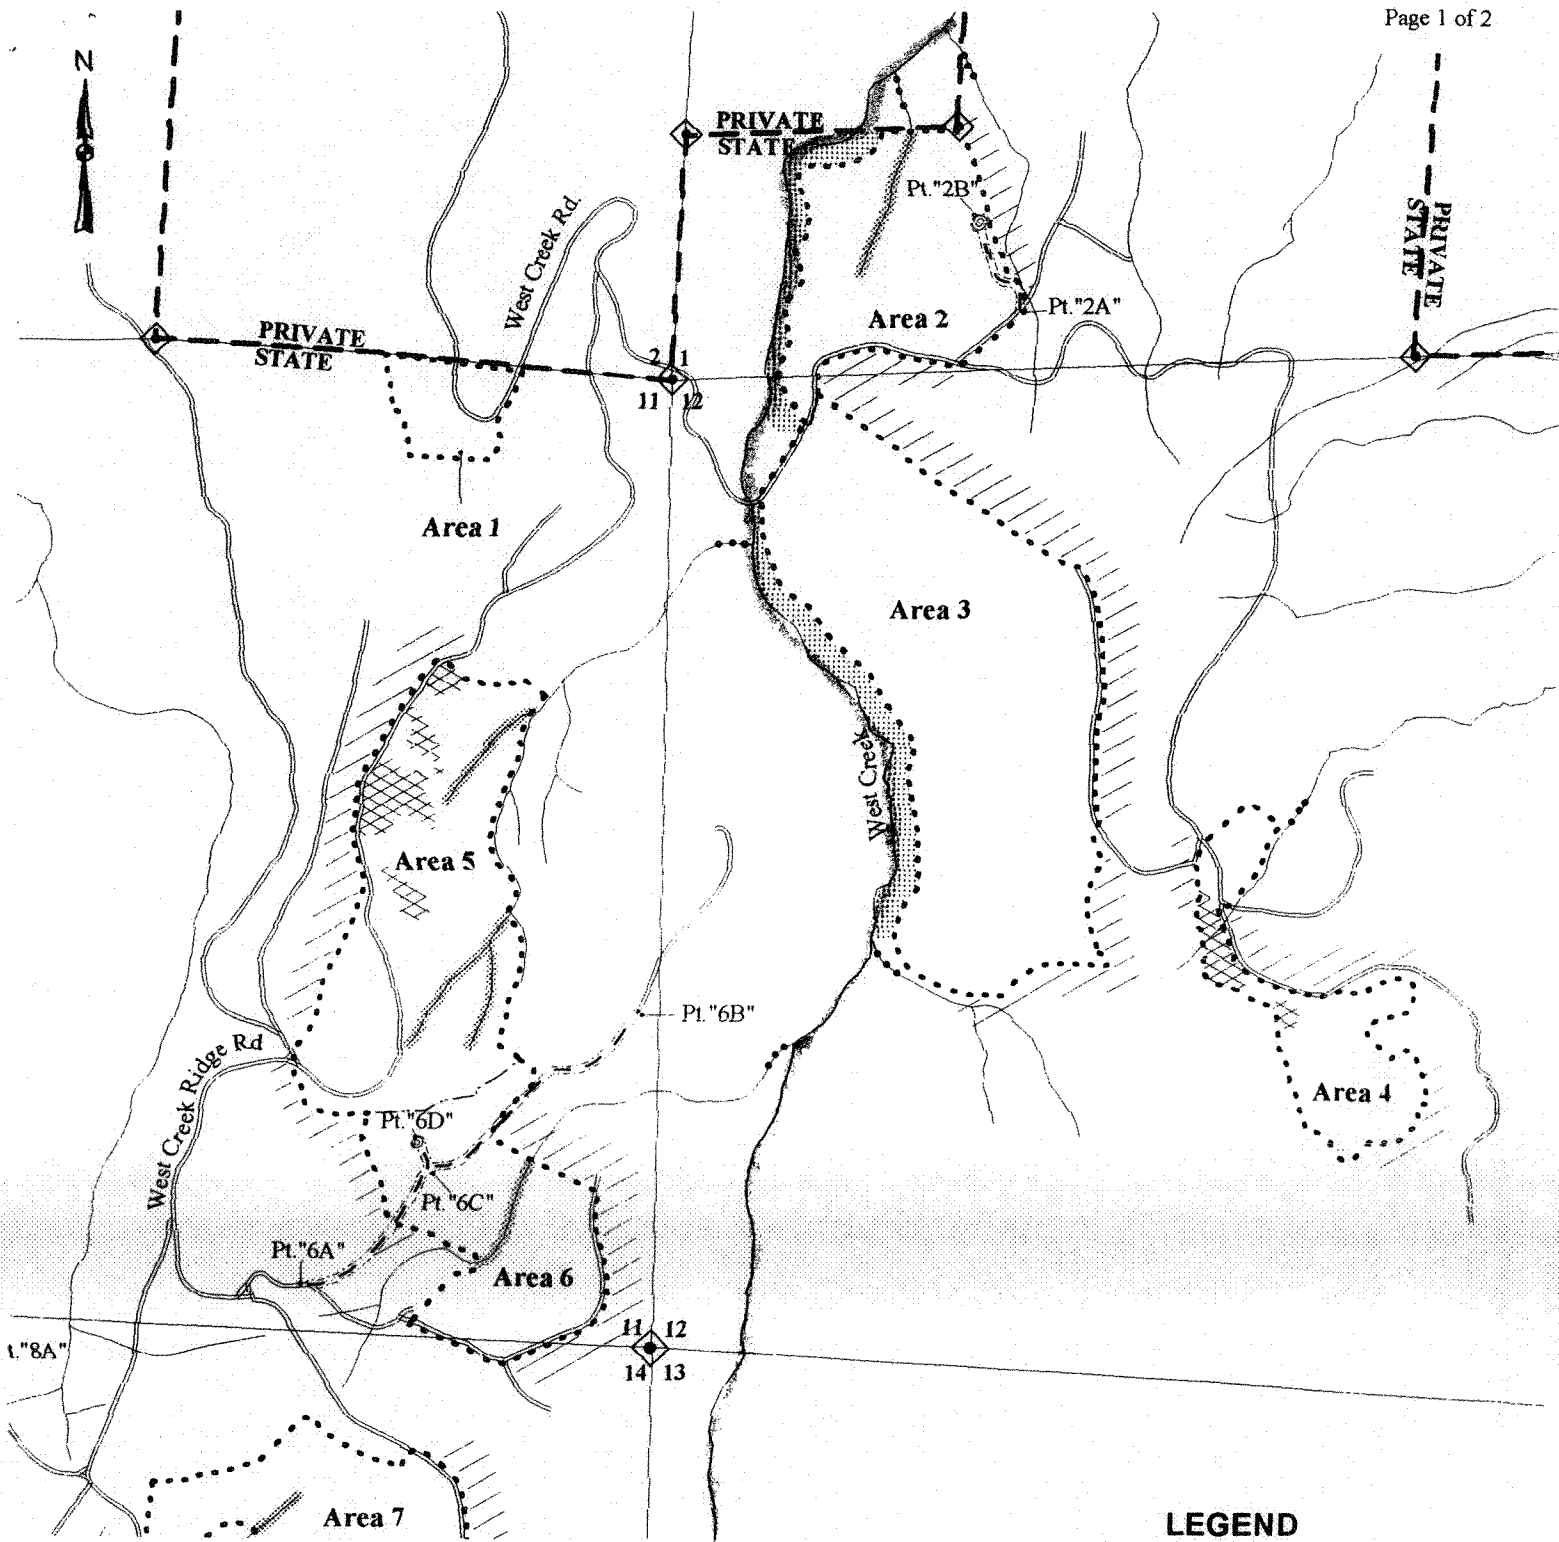 Page 1 of 2
N
PRIVATE
STATE
Pt."2B"
PRIVATE
STATE
West Creek Rd.
Pt."2A"
Area 2
PRIVATE
STATE
2 1
11 12
Area 1
Area 3
West Creek
Area 5
Pt."6B"
West Creek Ridge Rd
Area 4
Pt."6D"
Pt."6C"
Pt."6A"
Area 6
11 12
14 13
t."8A"
Area 7
LEGEND